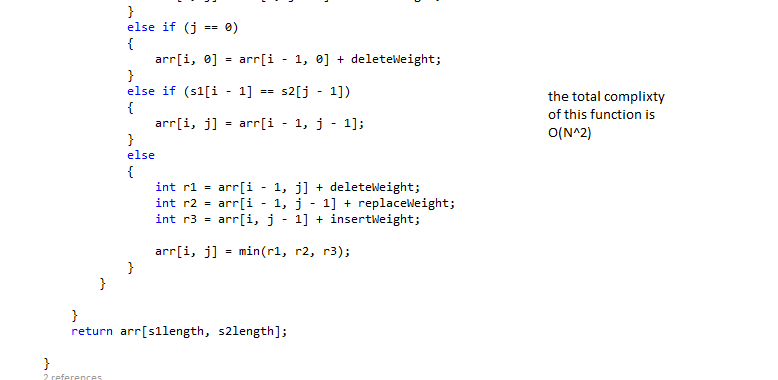 }
else if (j == 0)
{
arr[i, 0] = arr[i - 1, 0] + deleteWeight;
}
else if (s1[i - 1] == s2[j - 1])
{
arr[i, j] = arr[i - 1, j - 1];
}
else
{
int r1 = arr[i - 1, j] + deleteWeight;
int r2 = arr[i - 1, j - 1] + replaceWeight;
int r3 = arr[i, j - 1] + insertWeight;
arr[i, j] = min(r1, r2, r3);
}
}
}
return arr[s1length, s2length];
}
2 references
the total complixty
of this function is
O(N^2)